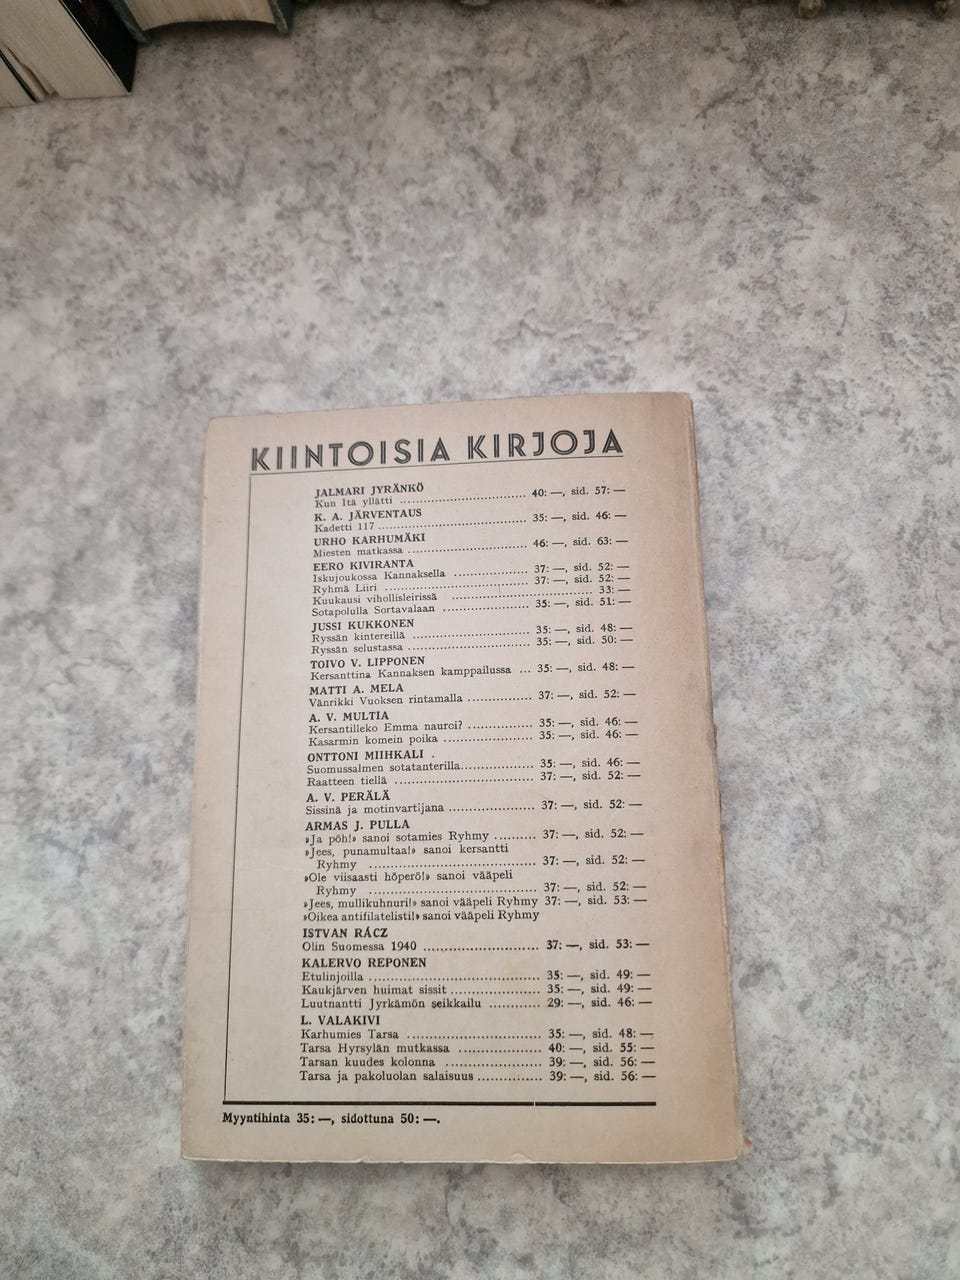 KIINTOISIA KIRJOJA
JALMARI JYRÄNKÖ
Kun Itä yllätti ........................ 40: —, sid. 57: —
K. A. JÄRVENTAUS
Kadetti 117 ............................ 35: —, sid. 46: —
URHO KARHUMÄKI
Miesten matkassa ...................... 46: —, sid. 63: —
EERO KIVIRANTA
Iskujoukossa Kannaksella .............. 37: —, sid. 52: —
Ryhmä Liiri ............................ 37: —, sid. 52: —
Kuukausi vihollisleirissä ............................ 33: —
Sotapolulla Sortavalaan ................ 35: —, sid. 51: —
JUSSI KUKKONEN
Ryssän kintereillä ...................... 35: —, sid. 48: —
Ryssän selustassa ...................... 35: —, sid. 50: —
TOIVO V. LIPPONEN
Kersanttina Kannaksen kamppailussa ... 35: —, sid. 48: —
MATTI A. MELA
Vänrikki Vuoksen rintamalla ............ 37: —, sid. 52: —
A. V. MULTIA
Kersantilleko Emma nauroi? ............ 35: —, sid. 46: —
Kasarmin komein poika ................ 35: —, sid. 46: —
ONTTONI MIIHKALI .
Suomussalmen sotatanterilla............ 35: —, sid. 46: —
Raatteen tiellä ........................ 37: —, sid. 52: —
A. V. PERÄLÄ
Sissinä ja motinvartijana .............. 37: —, sid. 52: —
ARMAS J. PULLA
»Ja pöh!» sanoi sotamies Ryhmy .......... 37: —, sid. 52: —
»Jees, punamultaa!» sanoi kersantti
Ryhmy ............................ 37: —, sid. 52: —
»Ole viisaasti höperö!» sanoi vääpeli
Ryhmy ............................ 37: —, sid. 52: —
»Jees, mullikuhnuri!» sanoi vääpeli Ryhmy 37: —, sid. 53: —
»Oikea antifilatelisti!» sanoi vääpeli Ryhmy
ISTVAN RÁCZ
Olin Suomessa 1940 .................... 37: —, sid. 53: —
KALERVO REPONEN
Etulinjoilla ............................ 35: —, sid. 49: —
Kaukjärven huimat sissit ................ 35: —, sid. 49: —
Luutnantti Jyrkämön seikkailu .......... 29: —, sid. 46: —
L. VALAKIVI
Karhumies Tarsa ...................... 35: —, sid. 48: —
Tarsa Hyrsylän mutkassa .............. 40: —, sid. 55: —
Tarsan kuudes kolonna ................ 39: —, sid. 56: —
Tarsa ja pakoluolan salaisuus ............ 39: —, sid. 56: —
Myyntihinta 35: —, sidottuna 50: —.